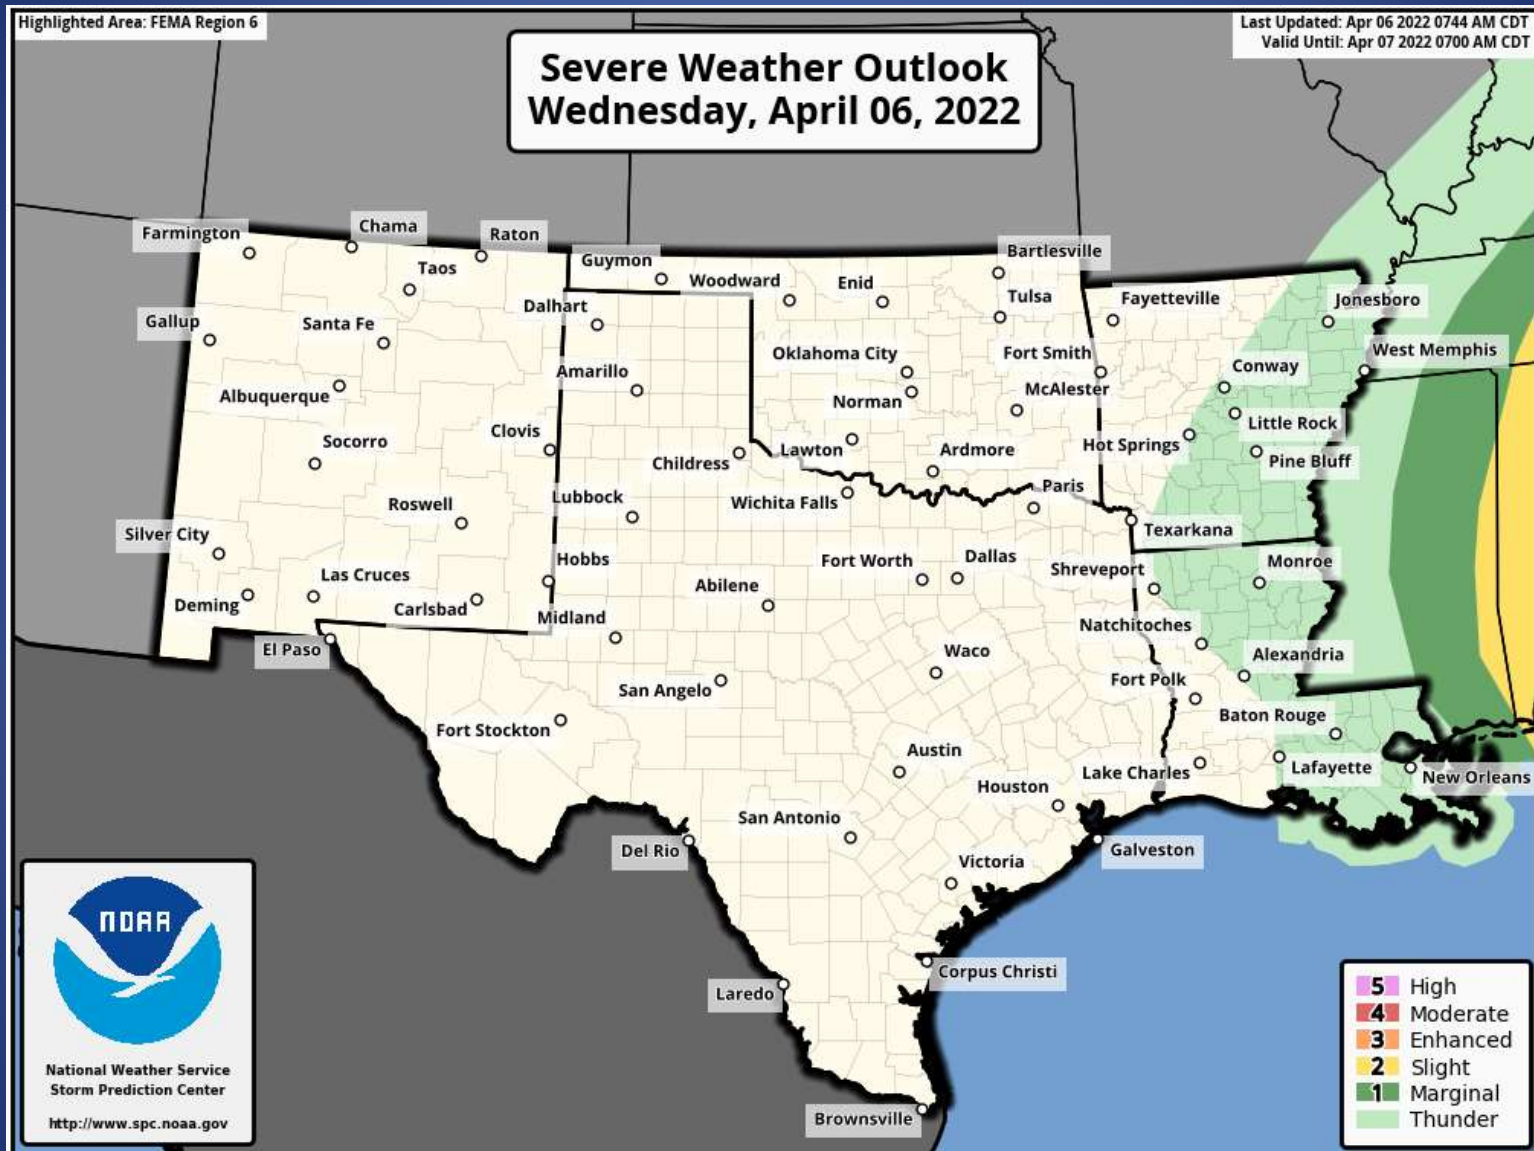 Highlighted Area: FEMA Region 6
Last Updated: Apr 06 2022 0744 AM CDT
Valid Until: Apr 07 2022 0700 AM CDT
Severe Weather Outlook
Wednesday, April 06, 2022
Farmington
Chama
Raton
Taos
Guymon
Woodward
Enid
Bartlesville
Tulsa
Fayetteville
Jonesboro
Gallup
Santa Fe
Dalhart
Oklahoma City
Fort Smith
West Memphis
Conway
Albuquerque
Amarillo
Norman
McAlester
Little Rock
Socorro
Clovis
Childress
Lawton
Ardmore
Hot Springs
Pine Bluff
Roswell
Lubbock
Wichita Falls
Paris
Texarkana
Silver City
Las Cruces
Hobbs
Abilene
Fort Worth
Dallas
Shreveport
Monroe
Deming
Carlsbad
Midland
Natchitoches
El Paso
San Angelo
Waco
Fort Polk
Alexandria
Fort Stockton
Austin
Baton Rouge
Houston
Lake Charles
Lafayette
New Orleans
San Antonio
Del Rio
Victoria
Galveston
Laredo
Corpus Christi
Brownsville
NOAA
National Weather Service
Storm Prediction Center
http://www.spc.noaa.gov
5 High
4 Moderate
3 Enhanced
2 Slight
1 Marginal
Thunder